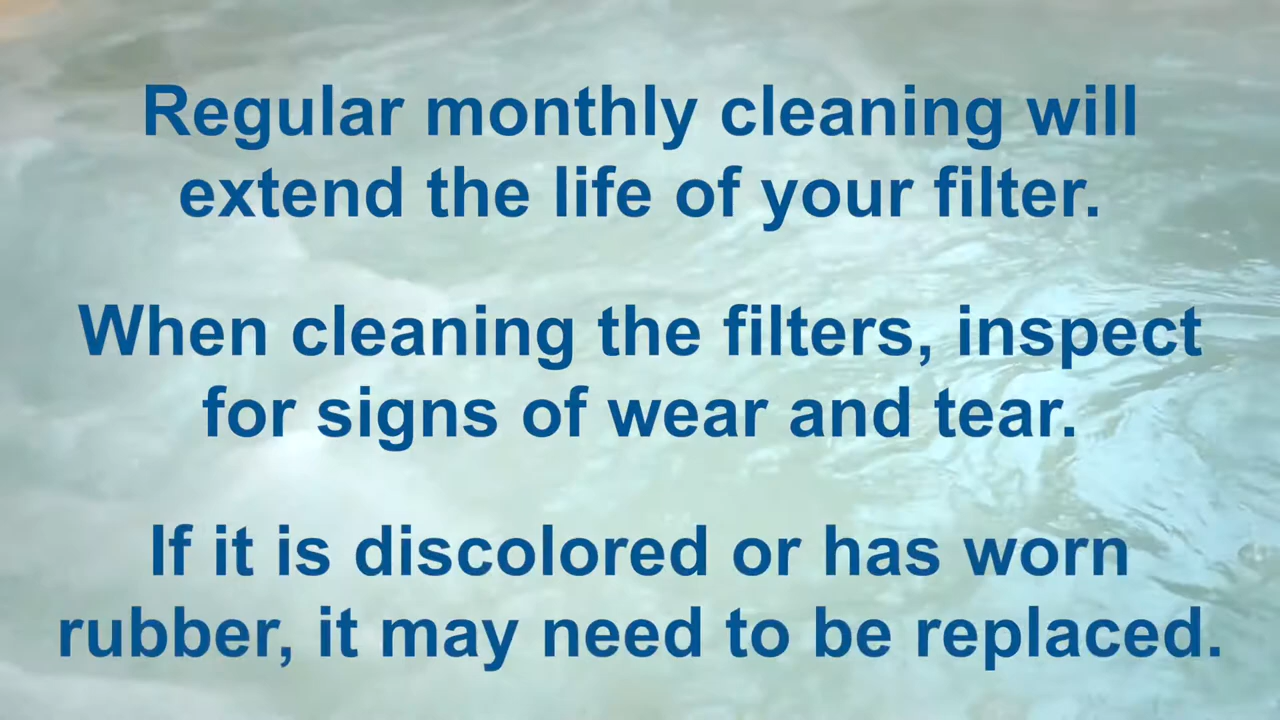 Regular monthly cleaning will
extend the life of your filter.
When cleaning the filters, inspect
for signs of wear and tear.
If it is discolored or has worn
rubber, it may need to be replaced.